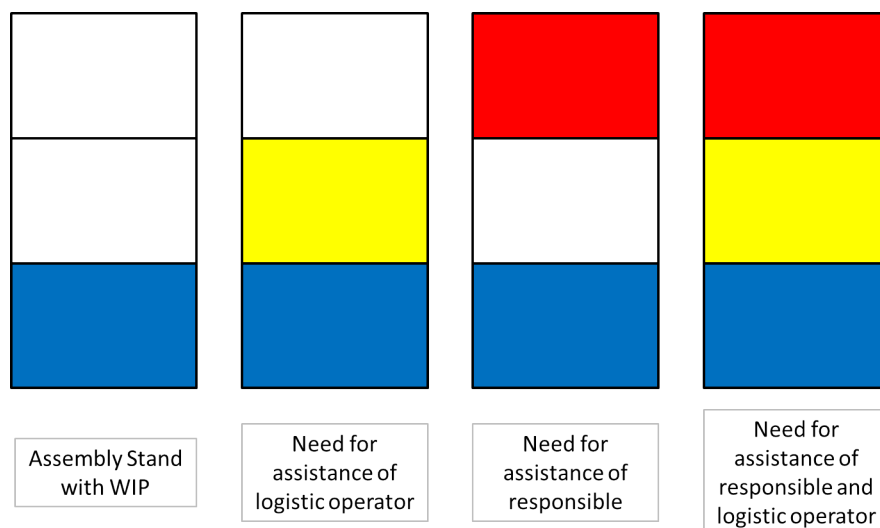 Assembly Stand
with WIP
Need for
assistance of
logistic operator
Need for
assistance of
responsible
Need for
assistance of
responsible and
logistic operator